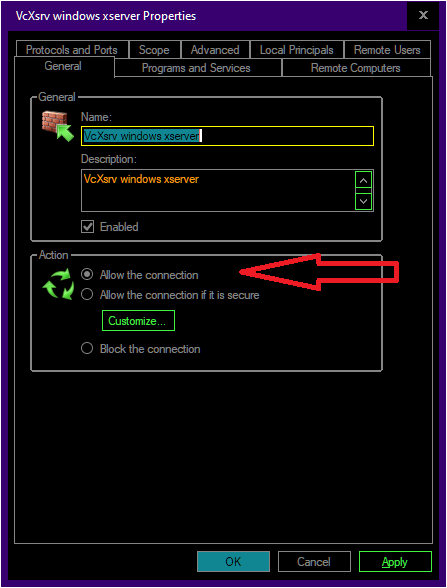 VcXsrv windows xserver Properties
x
Protocols and Ports Scope Advanced Local Principals Remote Users
General Programs and Services Remote Computers
General
Name:
VcXsrv windows xserver
Description:
VcXsrv windows xserver
Enabled
Action
Allow the connection
Allow the connection if it is secure
Customize...
Block the connection
OK Cancel Apply